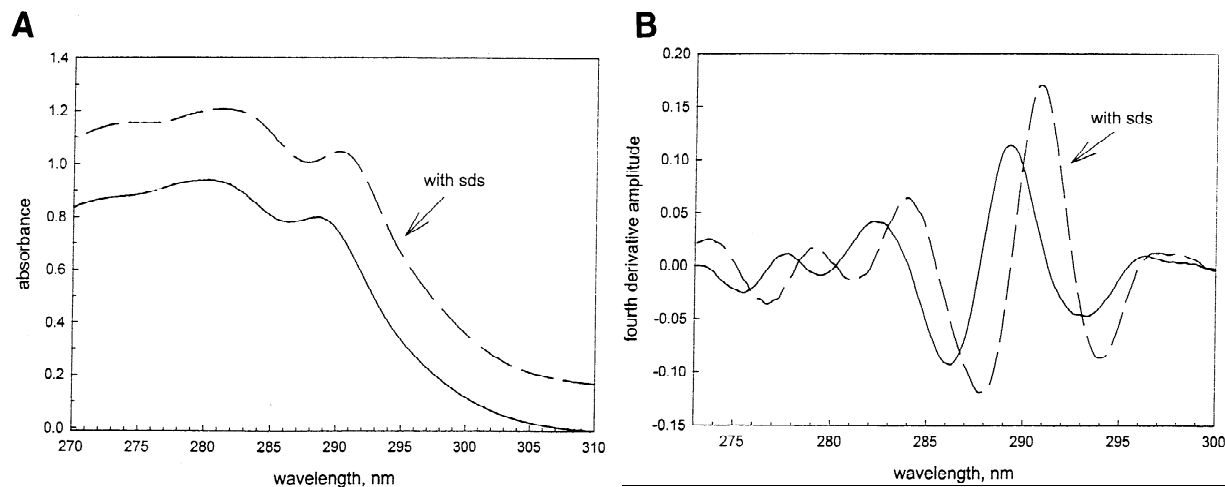 A
1.4
1.2
1.0
0.8
0.6
0.4
0.2
0.0
absorbance
with sds
270 275 280 285 290 295 300 305 310
wavelength, nm
B
0.20
0.15
0.10
0.05
0.00
-0.05
-0.10
-0.15
fourth derivative amplitude
with sds
275 280 285 290 295 300
wavelength, nm